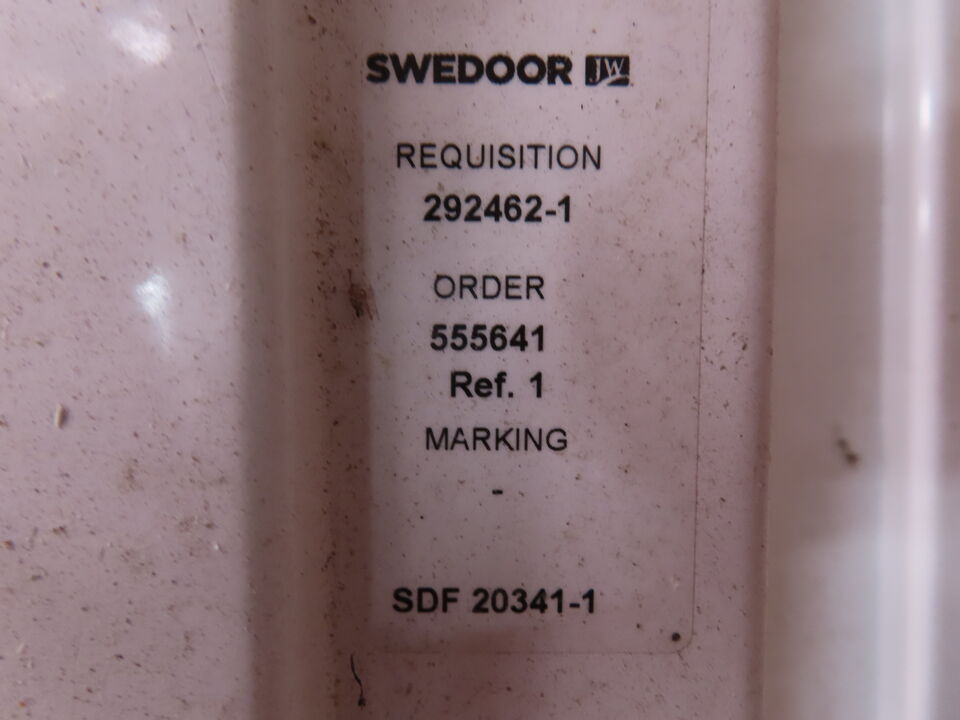 SWEDOOR JW
REQUISITION
292462-1
ORDER
555641
Ref. 1
MARKING
-
SDF 20341-1